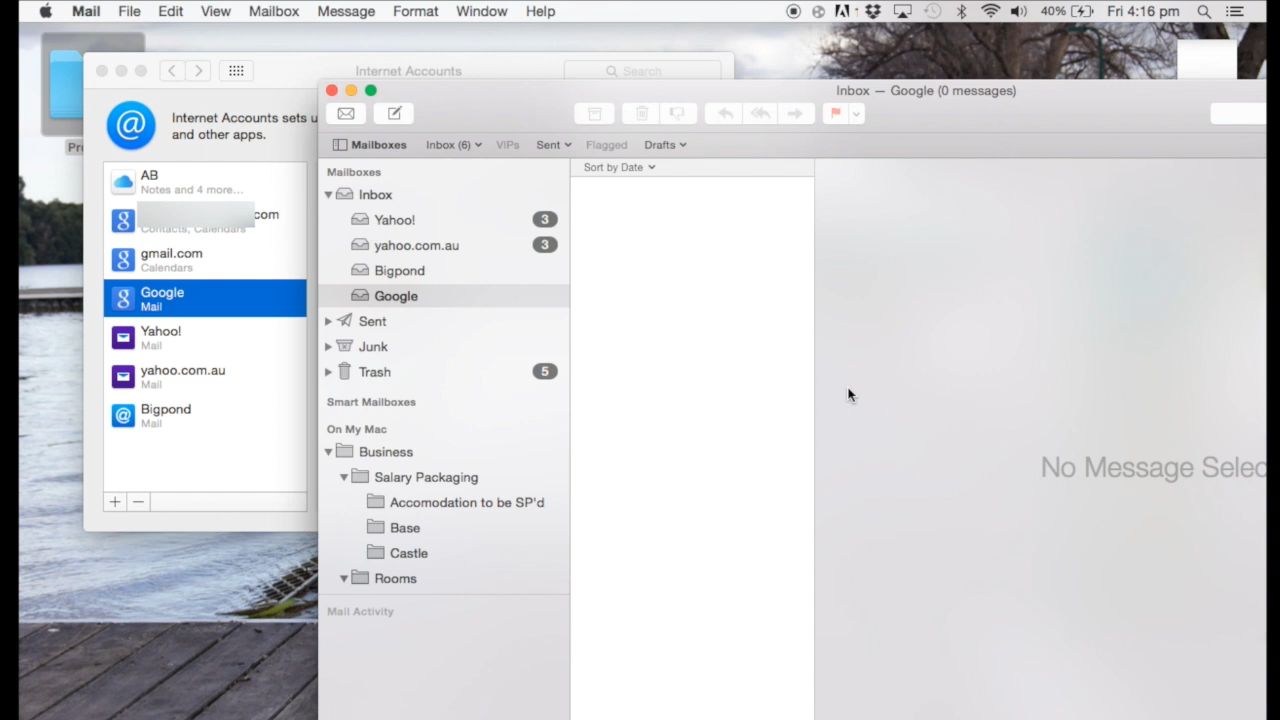 Mail File Edit View Mailbox Message Format Window Help 40% Fri 4:16 pm
Internet Accounts
Search
Inbox — Google (0 messages)
Internet Accounts sets u
and other apps.
Mailboxes Inbox (6) VIPs Sent Flagged Drafts
Sort by Date
AB
Notes and 4 more...
com
Contacts, Calendars
gmail.com
Calendars
Google
Mail
Yahoo!
Mail
yahoo.com.au
Mail
Bigpond
Mail
Mailboxes
Inbox
Yahoo! 3
yahoo.com.au 3
Bigpond
Google
Sent
Junk
Trash 5
Smart Mailboxes
On My Mac
Business
Salary Packaging
Accomodation to be SP'd
Base
Castle
Rooms
Mail Activity
No Message Selec